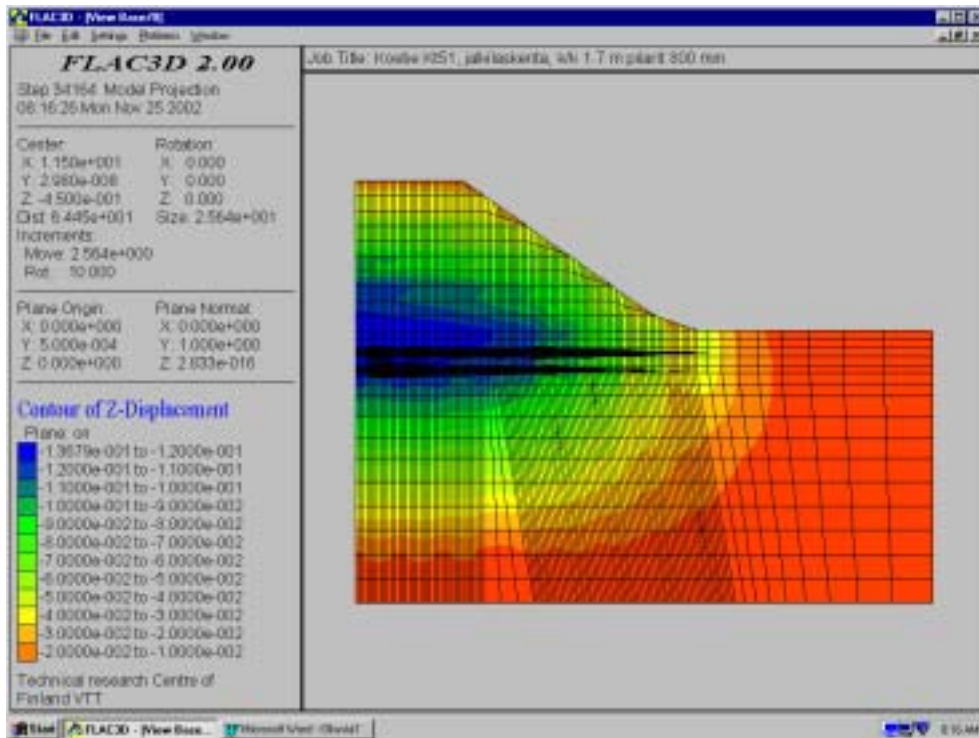 FLAC3D - [View Base/0]
File Edit Settings Plotitems Window
FLAC3D 2.00
Step 34164 Model Projection
08:16:26 Mon Nov 25 2002
Center:
X: 1.150e+001
Y: 2.980e-008
Z: -4.500e-001
Dist: 6.445e+001
Rotation:
X: 0.000
Y: 0.000
Z: 0.000
Size: 2.564e+001
Increments:
Move: 2.564e+000
Rot.: 10.000
Plane Origin:
X: 0.000e+000
Y: 5.000e-004
Z: 0.000e+000
Plane Normal:
X: 0.000e+000
Y: 1.000e+000
Z: 2.833e-016
Contour of Z-Displacement
Plane: on
-1.3679e-001 to -1.2000e-001
-1.2000e-001 to -1.1000e-001
-1.1000e-001 to -1.0000e-001
-1.0000e-001 to -9.0000e-002
-9.0000e-002 to -8.0000e-002
-8.0000e-002 to -7.0000e-002
-7.0000e-002 to -6.0000e-002
-6.0000e-002 to -5.0000e-002
-5.0000e-002 to -4.0000e-002
-4.0000e-002 to -3.0000e-002
-3.0000e-002 to -2.0000e-002
-2.0000e-002 to -1.0000e-002
Technical research Centre of
Finland VTT
Job Title: Koebe Kt51, jälkilaskenta, k/k 1.7 m pilarit 800 mm
Start
FLAC3D - [View Base...
Microsoft Word
8:16 AM